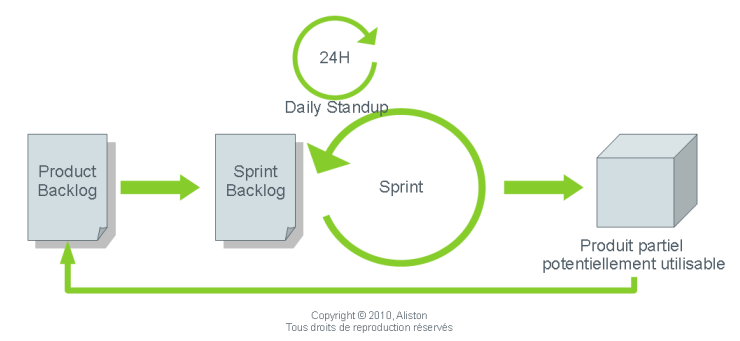 24H
Daily Standup
Product
Backlog
Sprint
Backlog
Sprint
Produit partiel
potentiellement utilisable
Copyright © 2010, Aliston
Tous droits de reproduction réservés